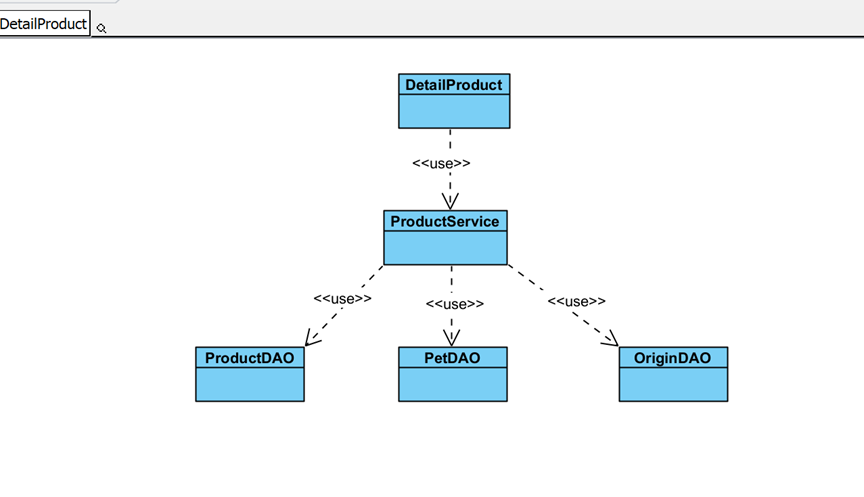 DetailProduct
DetailProduct
<<use>>
ProductService
<<use>>
<<use>>
<<use>>
ProductDAO
PetDAO
OriginDAO